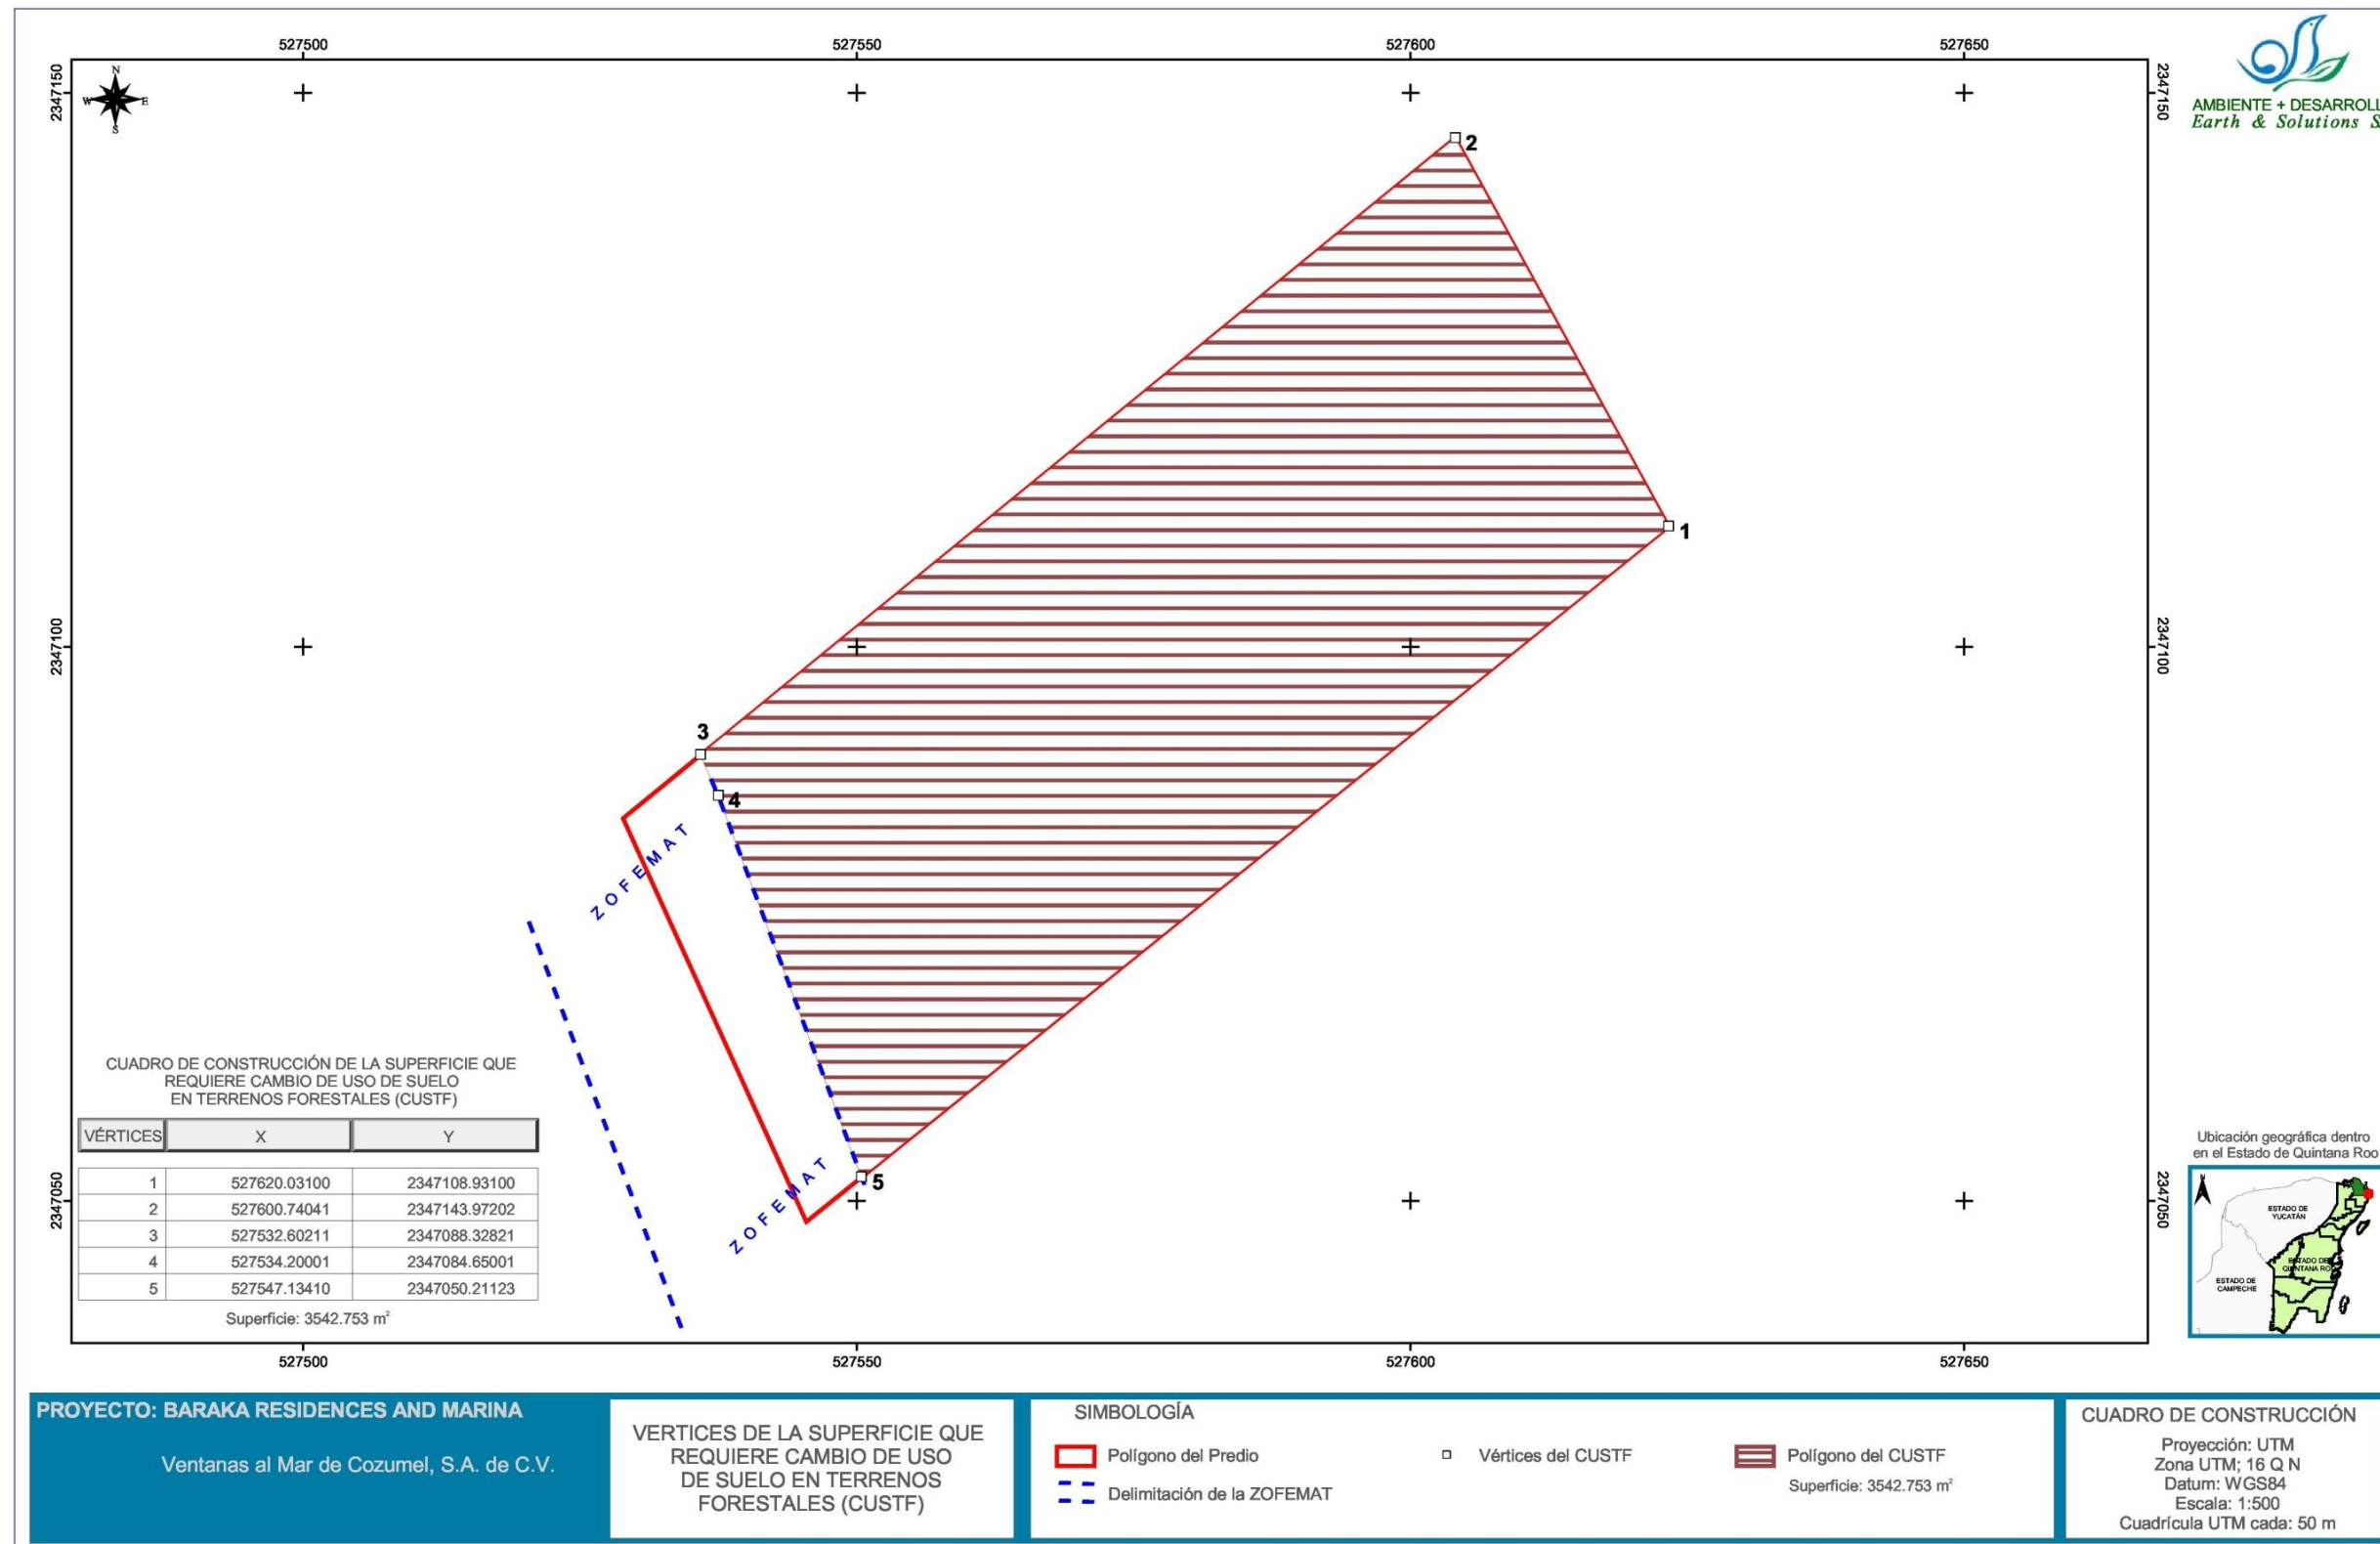 527500
527550
527600
527650
2347150
2347150
N
W
E
S
AMBIENTE + DESARROLL
Earth & Solutions S
2
1
2347100
2347100
3
4
ZOFEMAT
ZOFEMAT
5
CUADRO DE CONSTRUCCIÓN DE LA SUPERFICIE QUE
REQUIERE CAMBIO DE USO DE SUELO
EN TERRENOS FORESTALES (CUSTF)
VÉRTICES X Y
1 527620.03100 2347108.93100
2 527600.74041 2347143.97202
3 527532.60211 2347088.32821
4 527534.20001 2347084.65001
5 527547.13410 2347050.21123
Superficie: 3542.753 m²
2347050
2347050
Ubicación geográfica dentro
en el Estado de Quintana Roo
ESTADO DE
YUCATÁN
ESTADO DE
QUINTANA ROO
ESTADO DE
CAMPECHE
527500
527550
527600
527650
PROYECTO: BARAKA RESIDENCES AND MARINA
Ventanas al Mar de Cozumel, S.A. de C.V.
VERTICES DE LA SUPERFICIE QUE
REQUIERE CAMBIO DE USO
DE SUELO EN TERRENOS
FORESTALES (CUSTF)
SIMBOLOGÍA
Polígono del Predio
Delimitación de la ZOFEMAT
Vértices del CUSTF
Polígono del CUSTF
Superficie: 3542.753 m²
CUADRO DE CONSTRUCCIÓN
Proyección: UTM
Zona UTM; 16 Q N
Datum: WGS84
Escala: 1:500
Cuadrícula UTM cada: 50 m